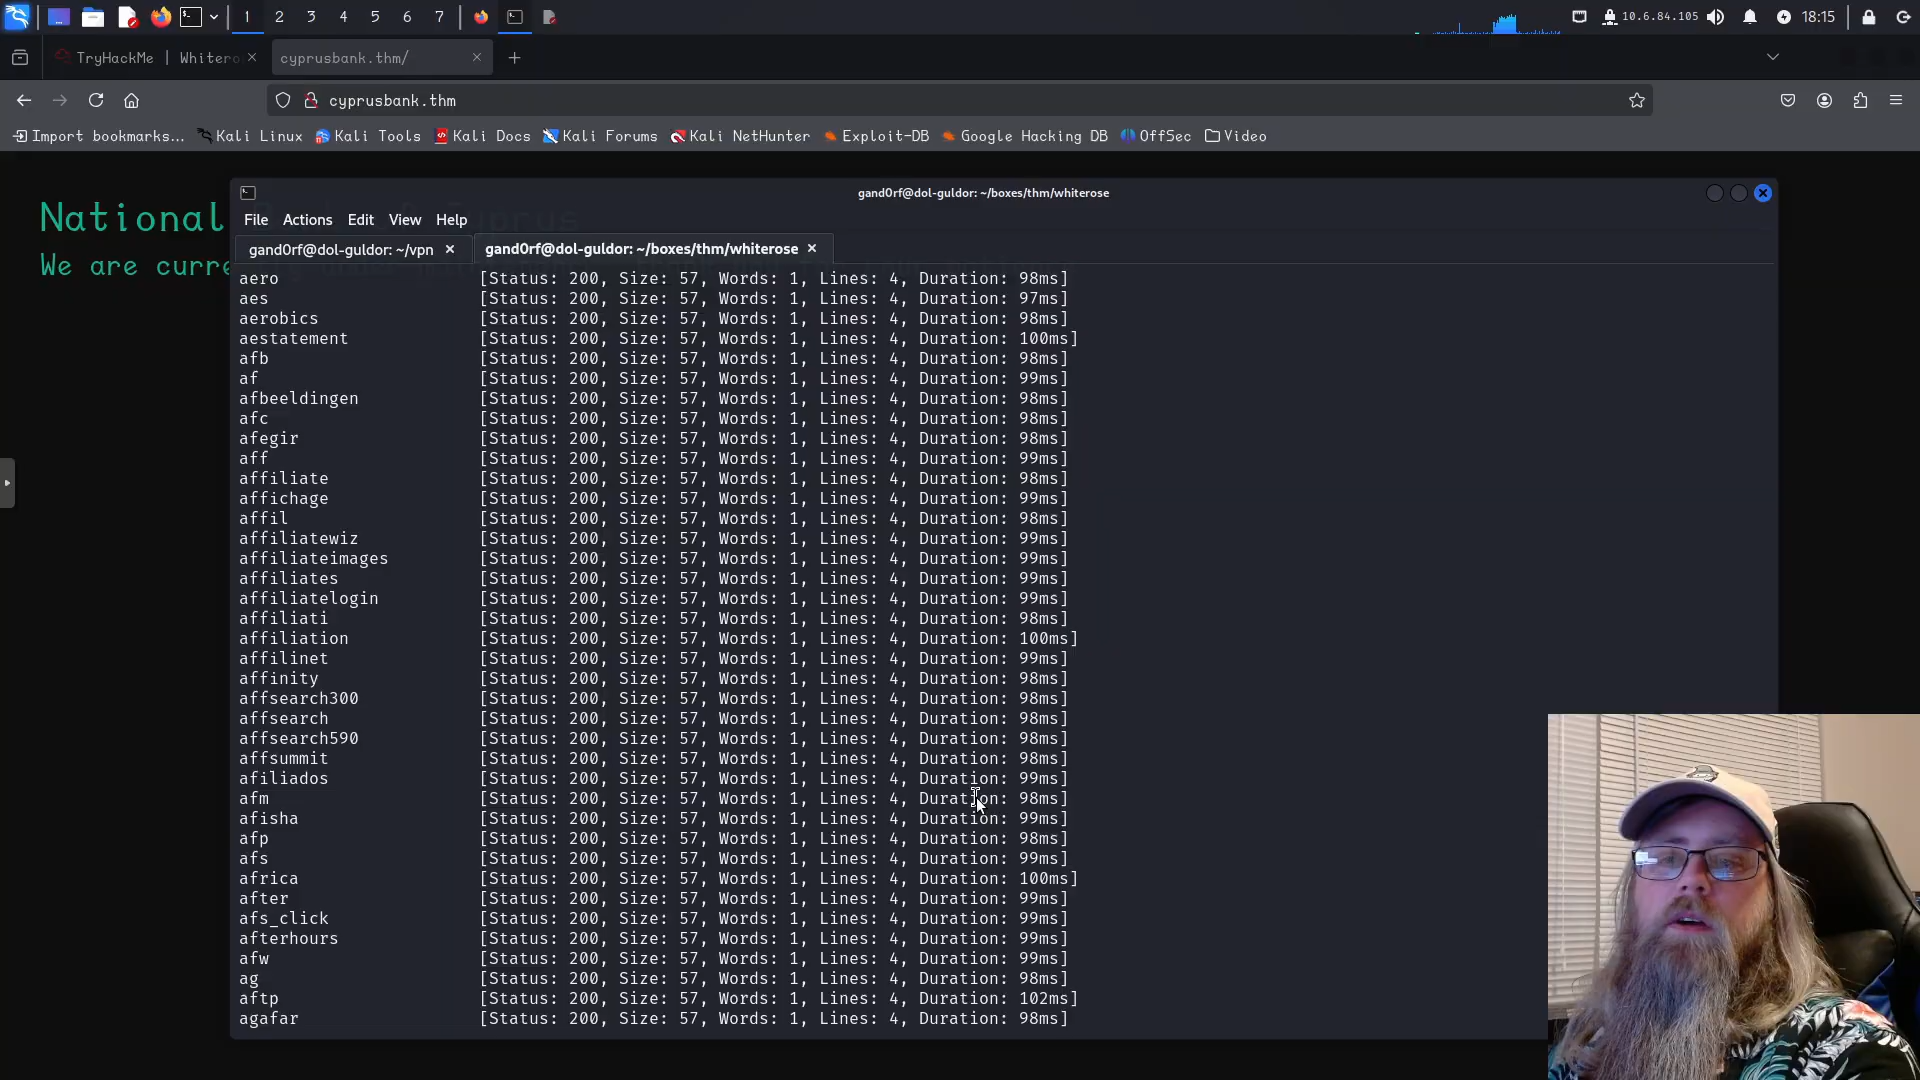 1 2 3 4 5 6 7 10.6.84.105 18:15
TryHackMe | Whitero
cyprusbank.thm/
cyprusbank.thm
Import bookmarks... Kali Linux Kali Tools Kali Docs Kali Forums Kali NetHunter Exploit-DB Google Hacking DB OffSec Video
gand0rf@dol-guldor: ~/boxes/thm/whiterose
National Cyprus
File Actions Edit View Help
gand0rf@dol-guldor: ~/vpn gand0rf@dol-guldor: ~/boxes/thm/whiterose
We are curre
aero [Status: 200, Size: 57, Words: 1, Lines: 4, Duration: 98ms]
aes [Status: 200, Size: 57, Words: 1, Lines: 4, Duration: 97ms]
aerobics [Status: 200, Size: 57, Words: 1, Lines: 4, Duration: 98ms]
aestatement [Status: 200, Size: 57, Words: 1, Lines: 4, Duration: 100ms]
afb [Status: 200, Size: 57, Words: 1, Lines: 4, Duration: 98ms]
af [Status: 200, Size: 57, Words: 1, Lines: 4, Duration: 99ms]
afbeeldingen [Status: 200, Size: 57, Words: 1, Lines: 4, Duration: 98ms]
afc [Status: 200, Size: 57, Words: 1, Lines: 4, Duration: 98ms]
afegir [Status: 200, Size: 57, Words: 1, Lines: 4, Duration: 98ms]
aff [Status: 200, Size: 57, Words: 1, Lines: 4, Duration: 99ms]
affiliate [Status: 200, Size: 57, Words: 1, Lines: 4, Duration: 98ms]
affichage [Status: 200, Size: 57, Words: 1, Lines: 4, Duration: 99ms]
affil [Status: 200, Size: 57, Words: 1, Lines: 4, Duration: 98ms]
affiliatewiz [Status: 200, Size: 57, Words: 1, Lines: 4, Duration: 99ms]
affiliateimages [Status: 200, Size: 57, Words: 1, Lines: 4, Duration: 99ms]
affiliates [Status: 200, Size: 57, Words: 1, Lines: 4, Duration: 99ms]
affiliatelogin [Status: 200, Size: 57, Words: 1, Lines: 4, Duration: 99ms]
affiliati [Status: 200, Size: 57, Words: 1, Lines: 4, Duration: 98ms]
affiliation [Status: 200, Size: 57, Words: 1, Lines: 4, Duration: 100ms]
affilinet [Status: 200, Size: 57, Words: 1, Lines: 4, Duration: 99ms]
affinity [Status: 200, Size: 57, Words: 1, Lines: 4, Duration: 98ms]
affsearch300 [Status: 200, Size: 57, Words: 1, Lines: 4, Duration: 98ms]
affsearch [Status: 200, Size: 57, Words: 1, Lines: 4, Duration: 98ms]
affsearch590 [Status: 200, Size: 57, Words: 1, Lines: 4, Duration: 98ms]
affsummit [Status: 200, Size: 57, Words: 1, Lines: 4, Duration: 98ms]
afiliados [Status: 200, Size: 57, Words: 1, Lines: 4, Duration: 99ms]
afm [Status: 200, Size: 57, Words: 1, Lines: 4, Duration: 98ms]
afisha [Status: 200, Size: 57, Words: 1, Lines: 4, Duration: 99ms]
afp [Status: 200, Size: 57, Words: 1, Lines: 4, Duration: 98ms]
afs [Status: 200, Size: 57, Words: 1, Lines: 4, Duration: 99ms]
africa [Status: 200, Size: 57, Words: 1, Lines: 4, Duration: 100ms]
after [Status: 200, Size: 57, Words: 1, Lines: 4, Duration: 99ms]
afs_click [Status: 200, Size: 57, Words: 1, Lines: 4, Duration: 99ms]
afterhours [Status: 200, Size: 57, Words: 1, Lines: 4, Duration: 99ms]
afw [Status: 200, Size: 57, Words: 1, Lines: 4, Duration: 99ms]
ag [Status: 200, Size: 57, Words: 1, Lines: 4, Duration: 98ms]
aftp [Status: 200, Size: 57, Words: 1, Lines: 4, Duration: 102ms]
agafar [Status: 200, Size: 57, Words: 1, Lines: 4, Duration: 98ms]